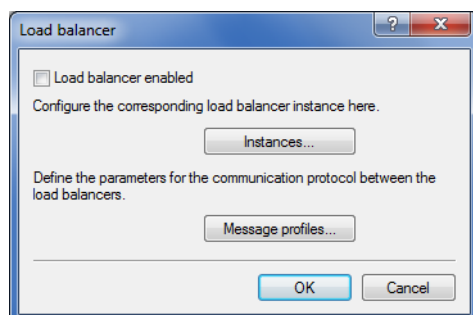 Load balancer
?
Load balancer enabled
Configure the corresponding load balancer instance here.
Instances...
Define the parameters for the communication protocol between the
load balancers.
Message profiles...
OK
Cancel